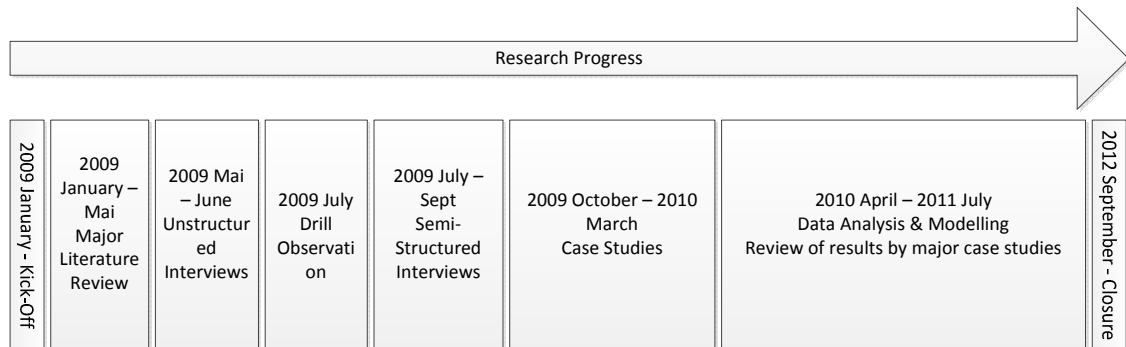 Research Progress
2009 January - Kick-Off
2009
January –
Mai
Major
Literature
Review
2009 Mai
– June
Unstructur
ed
Interviews
2009 July
Drill
Observati
on
2009 July –
Sept
Semi-
Structured
Interviews
2009 October – 2010
March
Case Studies
2010 April – 2011 July
Data Analysis & Modelling
Review of results by major case studies
2012 September - Closure